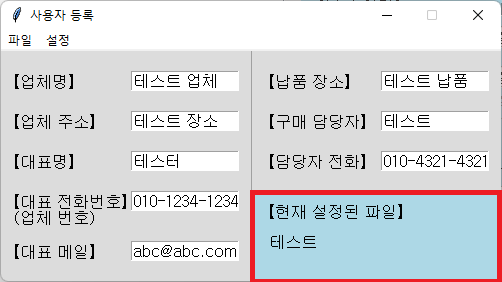 사용자 등록
파일 설정
【업체명】 테스트 업체
【업체 주소】 테스트 장소
【대표명】 테스터
【대표 전화번호】 010-1234-1234
(업체 번호)
【대표 메일】 abc@abc.com
【납품 장소】 테스트 납품
【구매 담당자】 테스트
【담당자 전화】 010-4321-4321
【현재 설정된 파일】
테스트